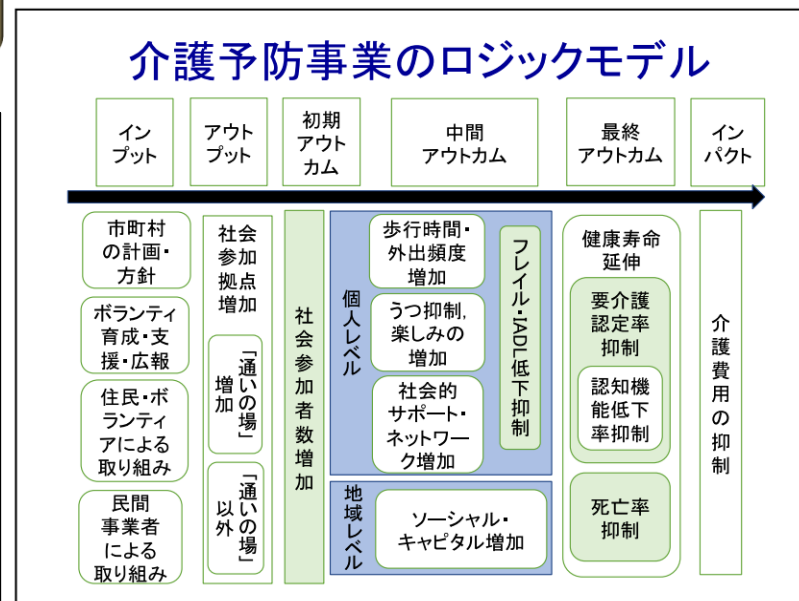 介護予防事業のロジックモデル
イン
プット
アウト
プット
初期
アウト
カム
中間
アウトカム
最終
アウトカム
イン
パクト
市町村
の計画・
方針
ボランティ
育成・支
援・広報
住民・ボ
ランティ
アによる
取り組み
民間
事業者
による
取り組み
社会
参加
拠点
増加
「通いの場」
増加
「通いの場」
以外
社会参加者数増加
個人レベル
歩行時間・
外出頻度
増加
うつ抑制,
楽しみの
増加
社会的
サポート・
ネットワー
ク増加
フレイル・IADL低下抑制
地域レベル
ソーシャル・
キャピタル増加
健康寿命
延伸
要介護
認定率
抑制
認知機
能低下
率抑制
死亡率
抑制
介護費用の抑制